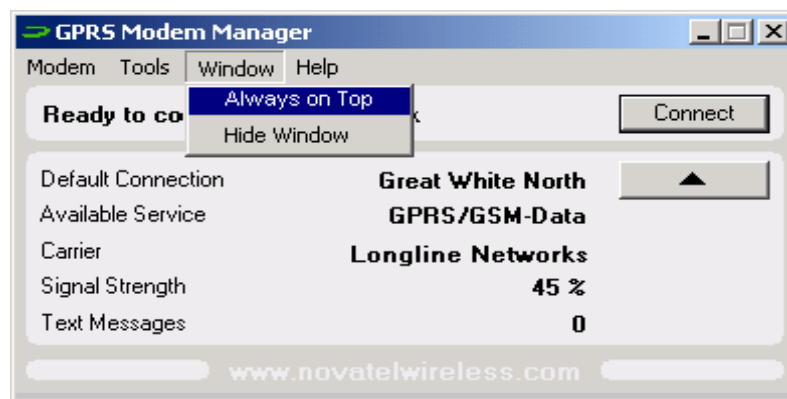 GPRS Modem Manager
Modem Tools Window Help
Always on Top
Hide Window
Ready to co
Connect
Default Connection Great White North
Available Service GPRS/GSM-Data
Carrier Longline Networks
Signal Strength 45 %
Text Messages 0
www.novatelwireless.com